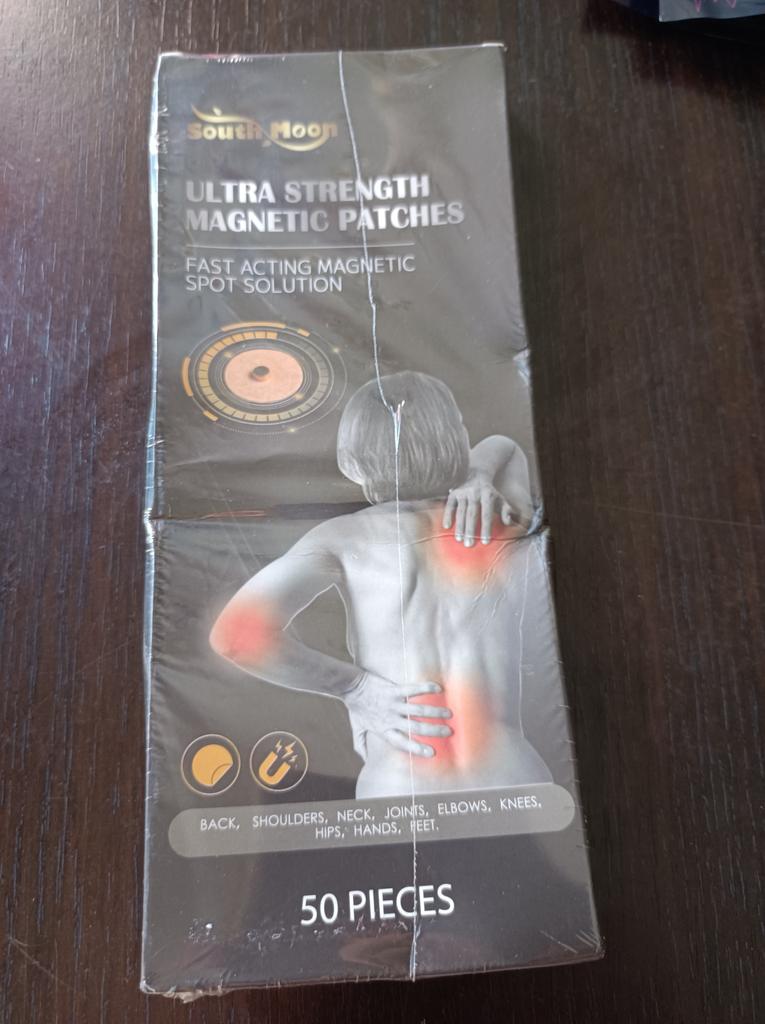 South Moon
ULTRA STRENGTH
MAGNETIC PATCHES
FAST ACTING MAGNETIC
SPOT SOLUTION
BACK, SHOULDERS, NECK, JOINTS, ELBOWS, KNEES,
HIPS, HANDS, FEET.
50 PIECES